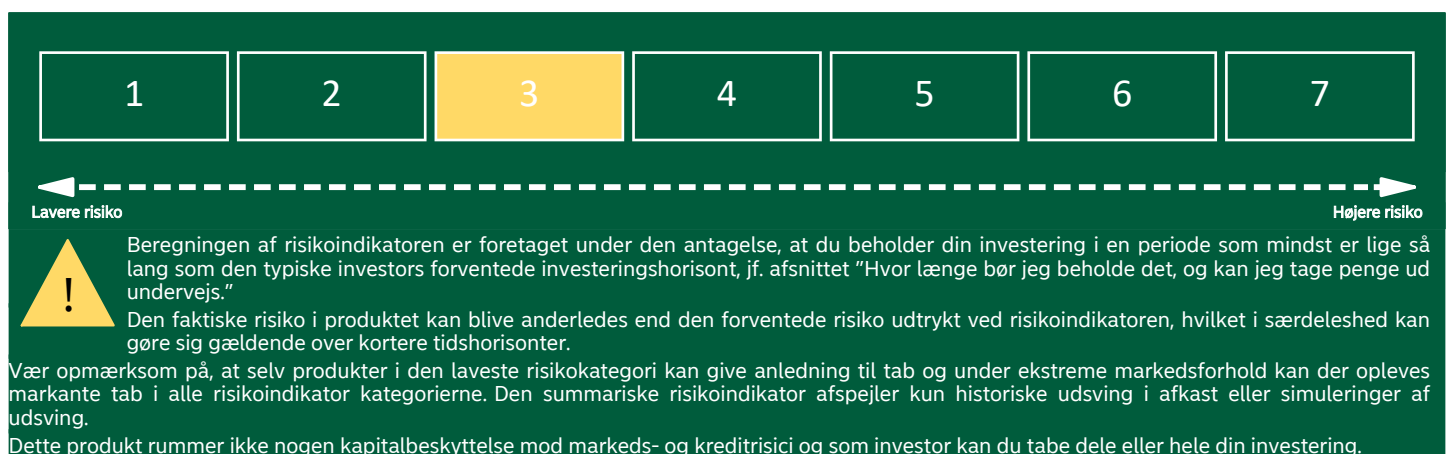 1 2 3 4 5 6 7
Lavere risiko Højere risiko
Beregningen af risikoindikatoren er foretaget under den antagelse, at du beholder din investering i en periode som mindst er lige så
lang som den typiske investors forventede investeringshorisont, jf. afsnittet ”Hvor længe bør jeg beholde det, og kan jeg tage penge ud
undervejs.”
!
Den faktiske risiko i produktet kan blive anderledes end den forventede risiko udtrykt ved risikoindikatoren, hvilket i særdeleshed kan
gøre sig gældende over kortere tidshorisonter.
Vær opmærksom på, at selv produkter i den laveste risikokategori kan give anledning til tab og under ekstreme markedsforhold kan der opleves
markante tab i alle risikoindikator kategorierne. Den summariske risikoindikator afspejler kun historiske udsving i afkast eller simuleringer af
udsving.
Dette produkt rummer ikke nogen kapitalbeskyttelse mod markeds- og kreditrisici og som investor kan du tabe dele eller hele din investering.